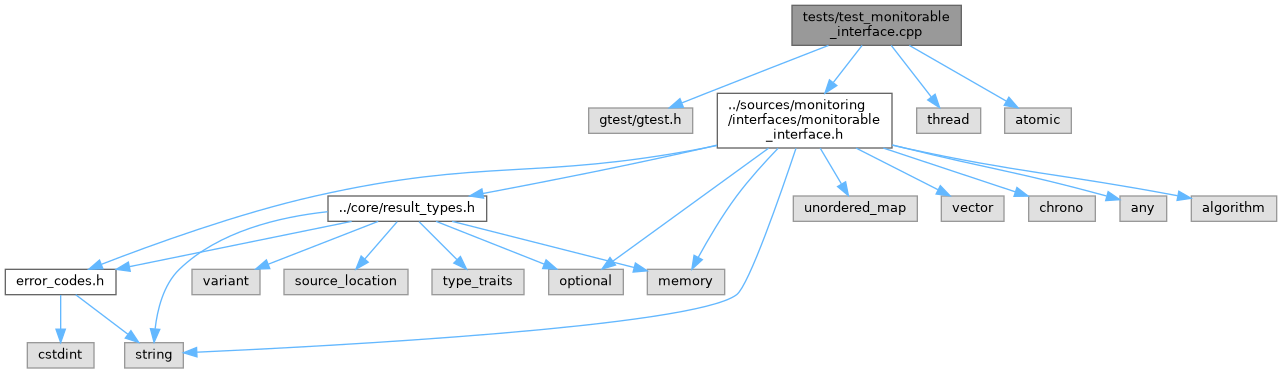 tests/test_monitorable
_interface.cpp
gtest/gtest.h
../sources/monitoring
/interfaces/monitorable
_interface.h
thread
atomic
../core/result_types.h
unordered_map
vector
chrono
any
algorithm
error_codes.h
variant
source_location
type_traits
optional
memory
cstdint
string